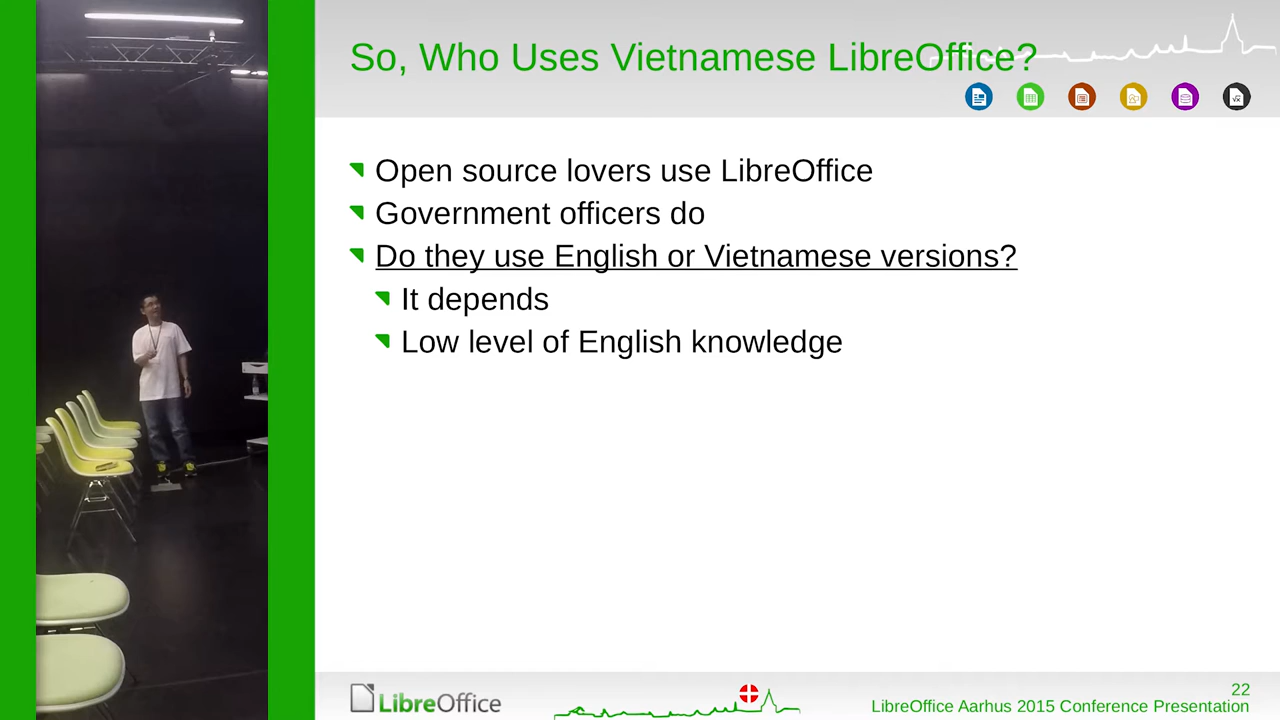 So, Who Uses Vietnamese LibreOffice?
Open source lovers use LibreOffice
Government officers do
Do they use English or Vietnamese versions?
It depends
Low level of English knowledge
LibreOffice
22
LibreOffice Aarhus 2015 Conference Presentation